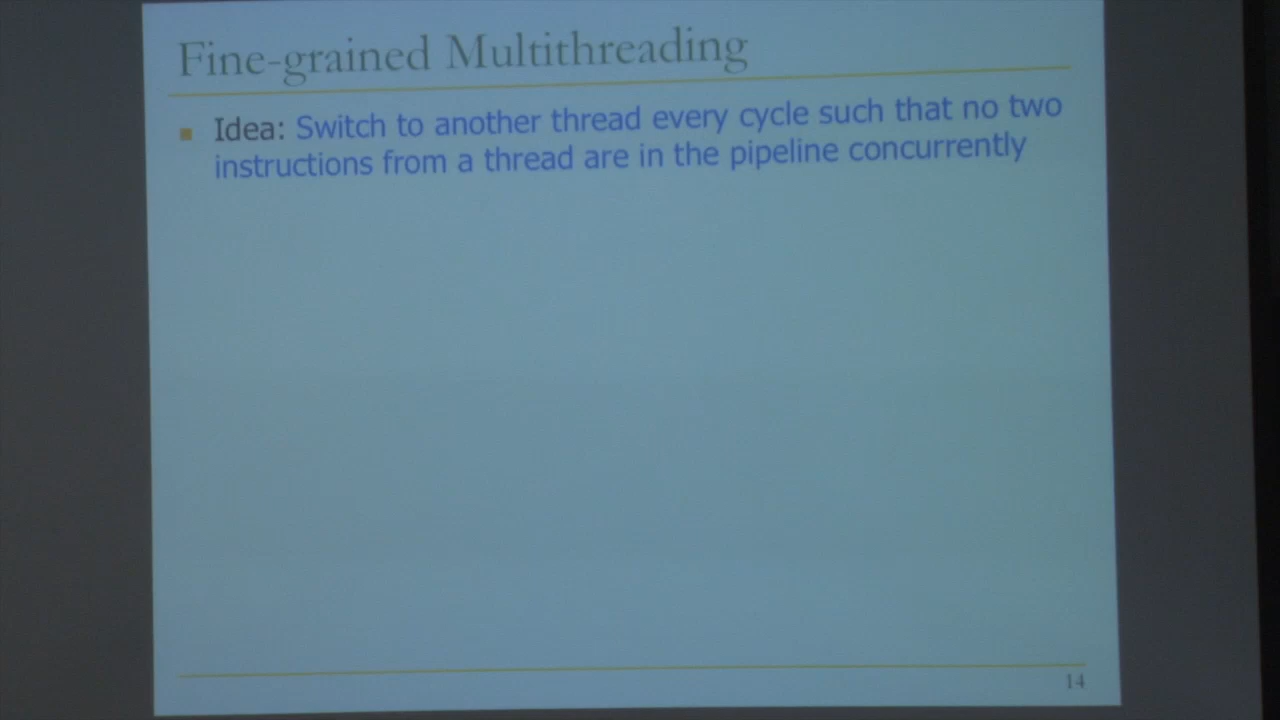 Fine-grained Multithreading
Idea: Switch to another thread every cycle such that no two
instructions from a thread are in the pipeline concurrently
14